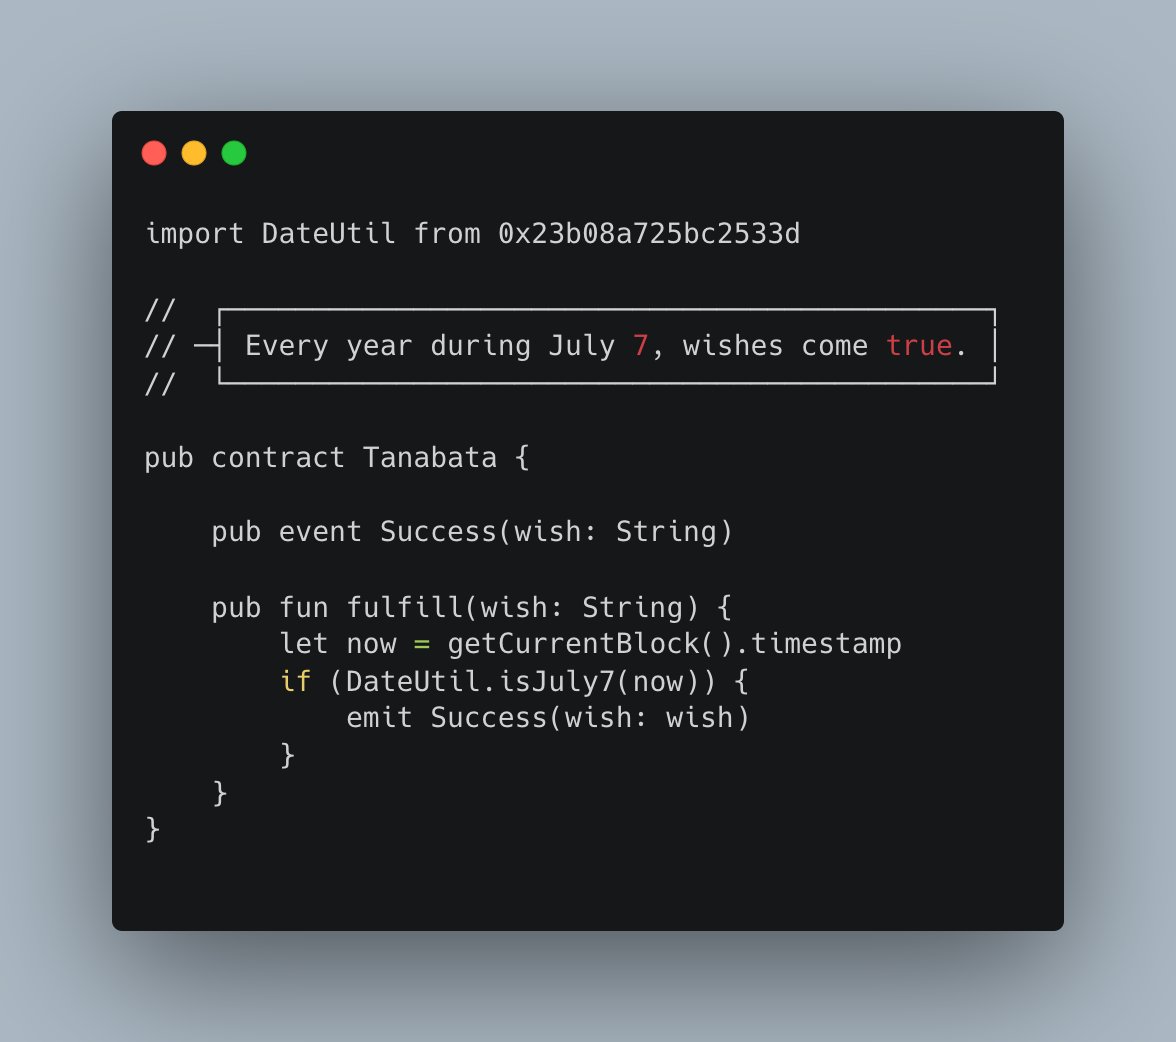 import DateUtil from 0x23b08a725bc2533d
//
// ─┤ Every year during July 7, wishes come true. │
//
pub contract Tanabata {
pub event Success(wish: String)
pub fun fulfill(wish: String) {
let now = getCurrentBlock().timestamp
if (DateUtil.isJuly7(now)) {
emit Success(wish: wish)
}
}
}